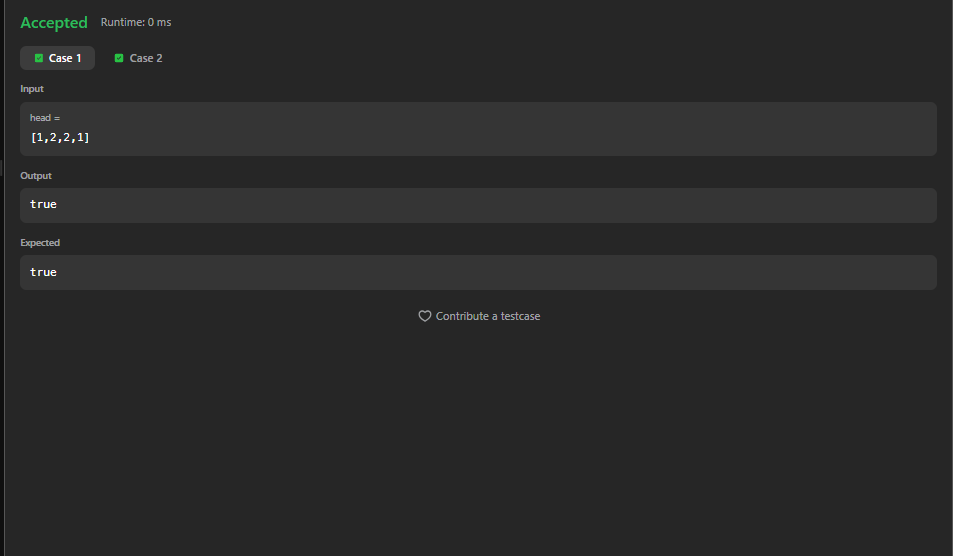 Accepted Runtime: 0 ms
Case 1 Case 2
Input
head =
[1,2,2,1]
Output
true
Expected
true
Contribute a testcase